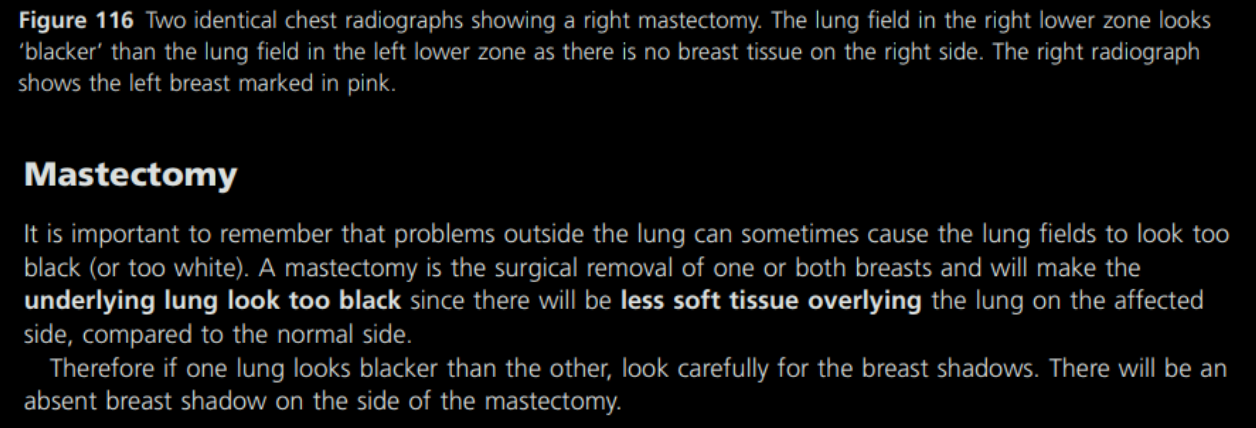 Figure 116 Two identical chest radiographs showing a right mastectomy. The lung field in the right lower zone looks
‘blacker’ than the lung field in the left lower zone as there is no breast tissue on the right side. The right radiograph
shows the left breast marked in pink.
Mastectomy
It is important to remember that problems outside the lung can sometimes cause the lung fields to look too
black (or too white). A mastectomy is the surgical removal of one or both breasts and will make the
underlying lung look too black since there will be less soft tissue overlying the lung on the affected
side, compared to the normal side.
Therefore if one lung looks blacker than the other, look carefully for the breast shadows. There will be an
absent breast shadow on the side of the mastectomy.